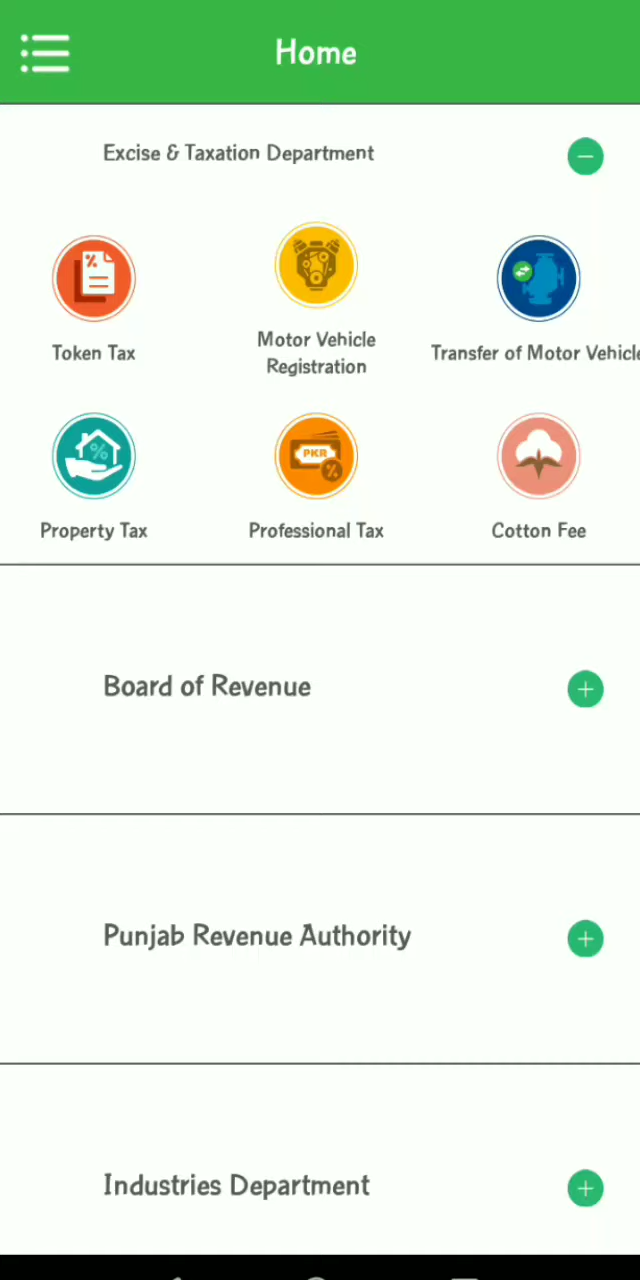 Home
Excise & Taxation Department
Token Tax
Motor Vehicle
Registration
Transfer of Motor Vehicle
PKR
Property Tax
Professional Tax
Cotton Fee
Board of Revenue
Punjab Revenue Authority
Industries Department